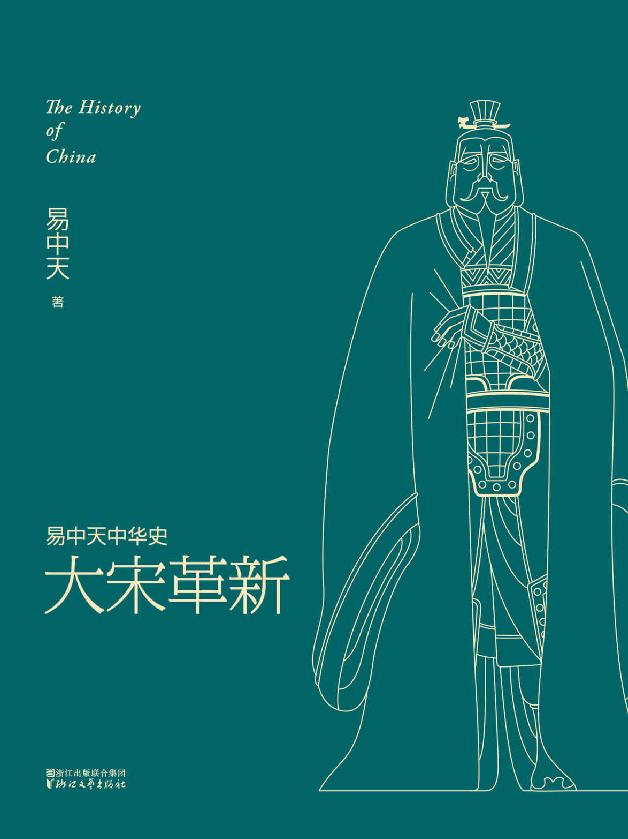 The History
of
China
易中天
著
易中天中华史
大宋革新
浙江出版联合集团
浙江文艺出版社